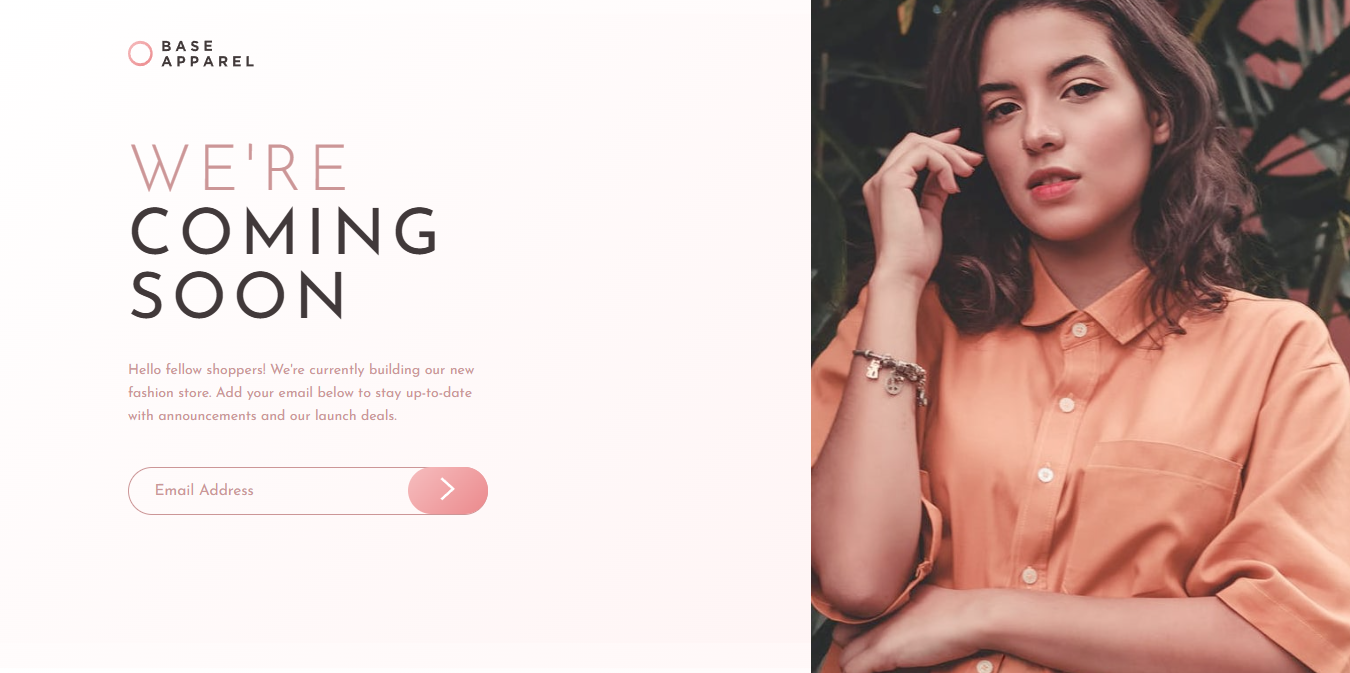 BASE
APPAREL
WE'RE
COMING
SOON
Hello fellow shoppers! We're currently building our new
fashion store. Add your email below to stay up-to-date
with announcements and our launch deals.
Email Address